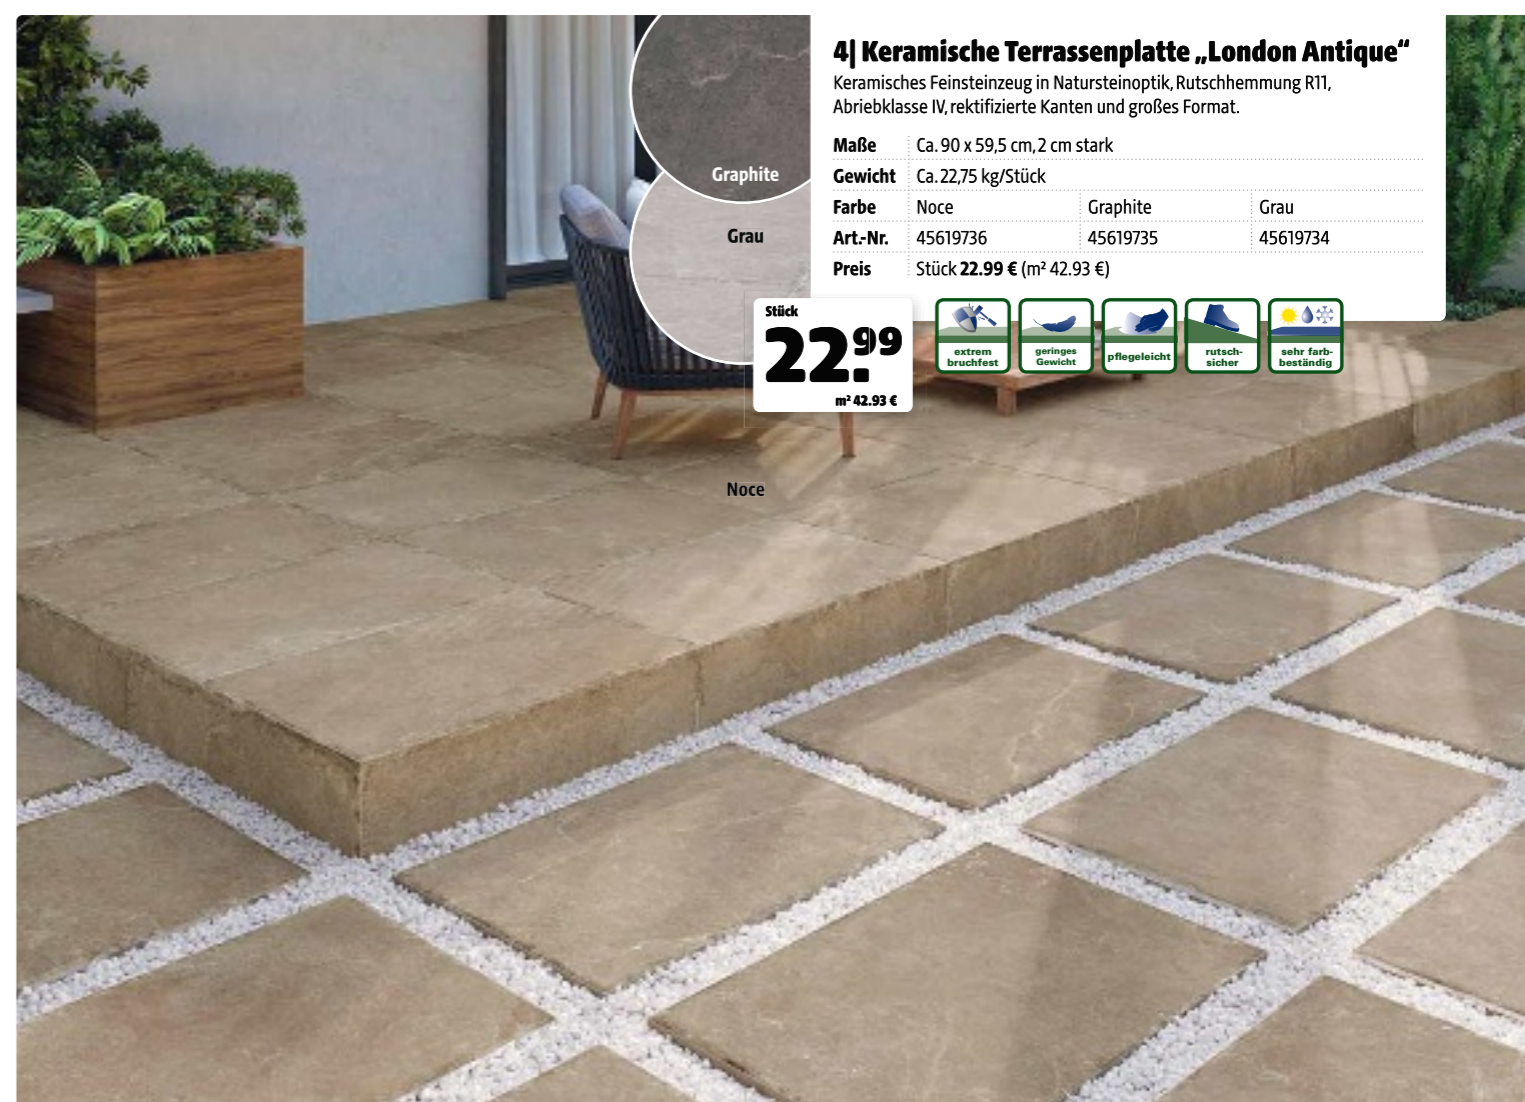 4| Keramische Terrassenplatte „London Antique“
Keramisches Feinsteinzeug in Natursteinoptik, Rutschhemmung R11,
Abriebklasse IV, rektifizierte Kanten und großes Format.
Maße Ca. 90 x 59,5 cm, 2 cm stark
Gewicht Ca. 22,75 kg/Stück
Farbe Noce Graphite Grau
Art.-Nr. 45619736 45619735 45619734
Preis Stück 22.99 € (m² 42.93 €)
Graphite
Grau
Stück
22.99
m² 42.93 €
extrem
bruchfest
geringes
Gewicht
pflegeleicht
rutsch-
sicher
sehr farb-
beständig
Noce